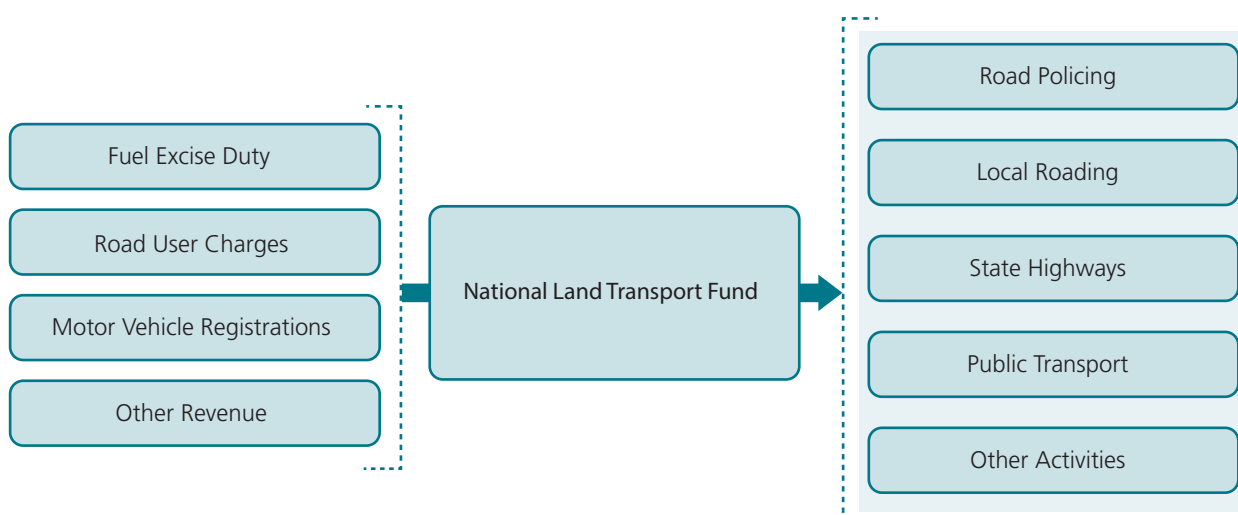 Fuel Excise Duty
Road User Charges
Motor Vehicle Registrations
Other Revenue
National Land Transport Fund
Road Policing
Local Roading
State Highways
Public Transport
Other Activities